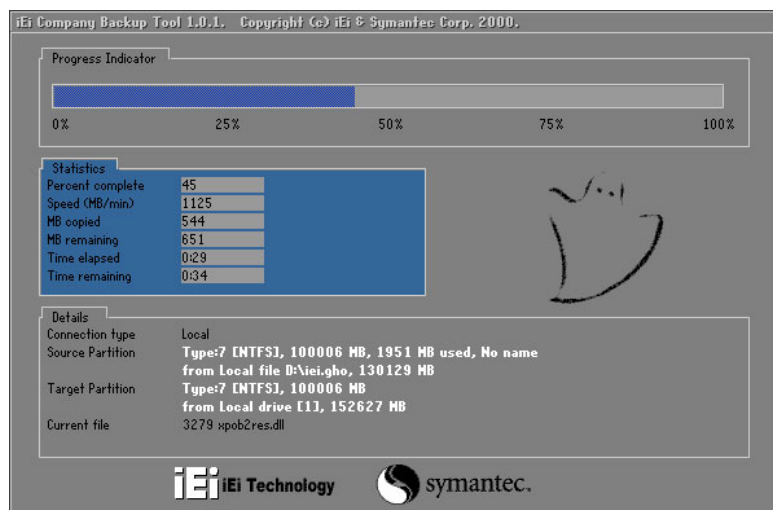 iEi Company Backup Tool 1.0.1.   Copyright (c) iEi & Symantec Corp. 2000.
Progress Indicator
0% 25% 50% 75% 100%
Statistics
Percent complete 45
Speed (MB/min) 1125
MB copied 544
MB remaining 651
Time elapsed 0:29
Time remaining 0:34
Details
Connection type Local
Source Partition Type:7 [NTFS], 100006 MB, 1951 MB used, No name
from Local file D:\iei.gho, 130129 MB
Target Partition Type:7 [NTFS], 100006 MB
from Local drive [1], 152627 MB
Current file 3279 xpob2res.dll
iEi iEi Technology symantec.